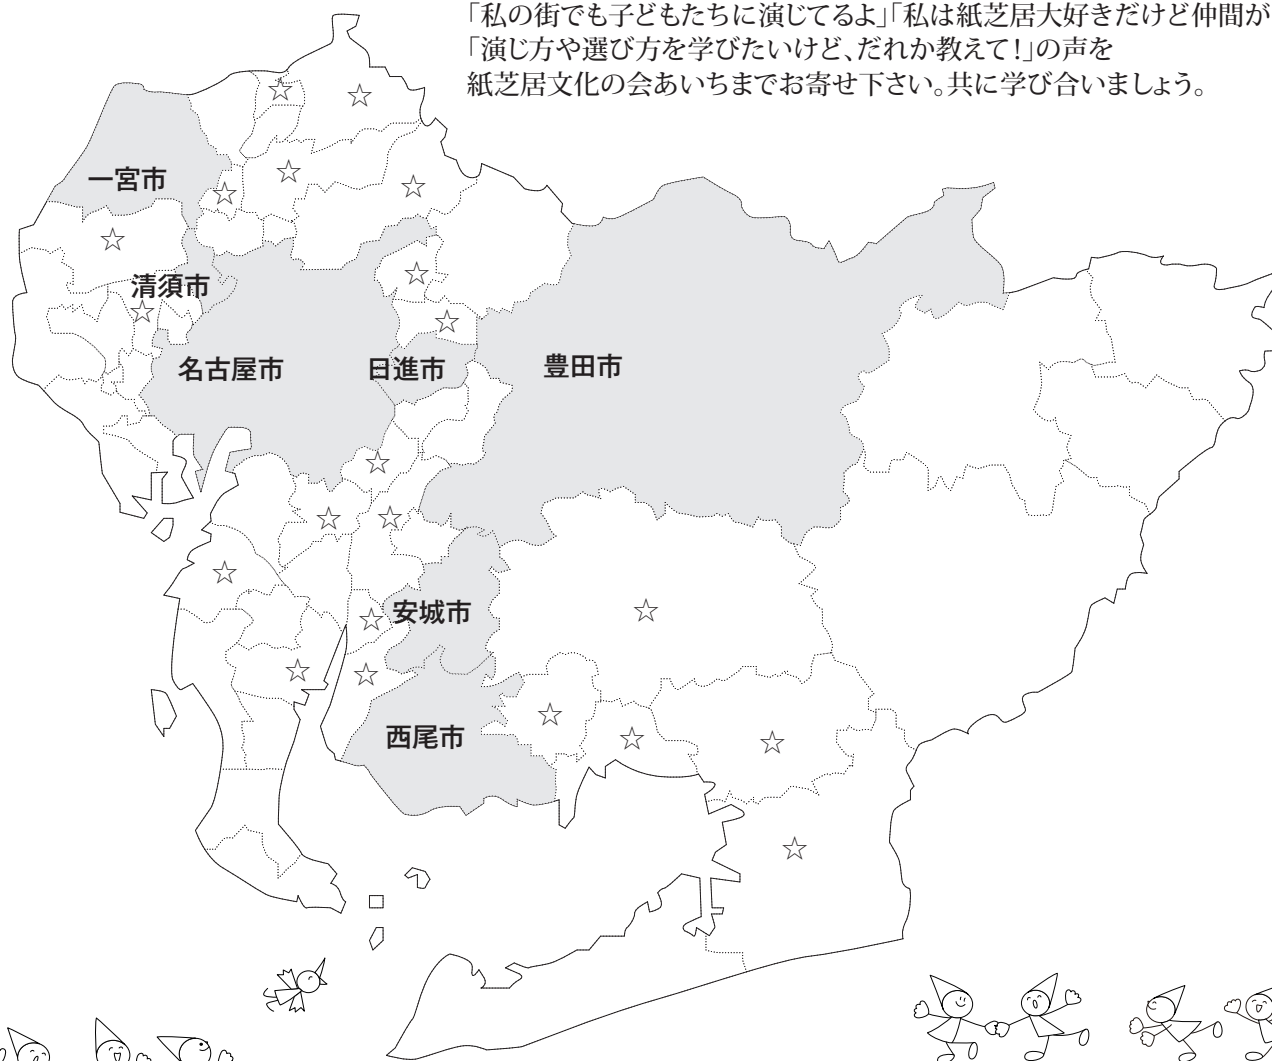 「私の街でも子どもたちに演じてるよ」「私は紙芝居大好きだけど仲間が
「演じ方や選び方を学びたいけど、だれか教えて！」の声を
紙芝居文化の会あいちまでお寄せ下さい。共に学び合いましょう。
一宮市
清須市
名古屋市
日進市
豊田市
安城市
西尾市